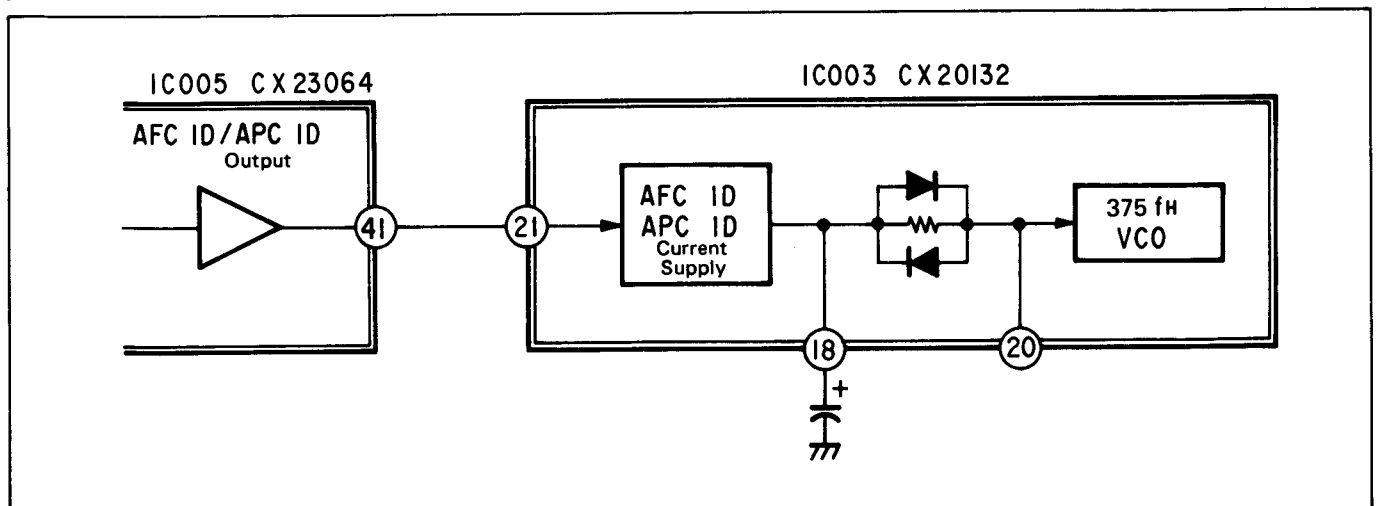 IC005 CX23064
AFC ID/APC ID
Output
41
IC003 CX20132
21
AFC ID
APC ID
Current
Supply
375 fH
VCO
18
20
+